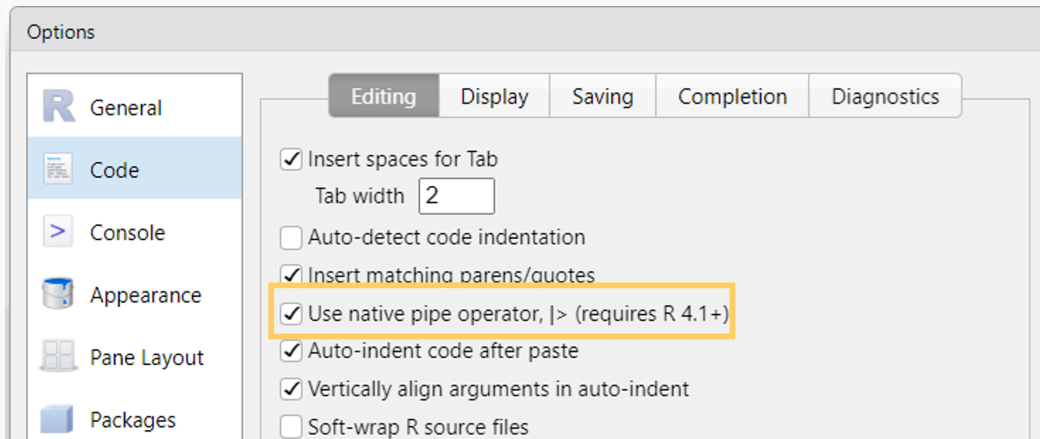 Options
General
Code
Console
Appearance
Pane Layout
Packages
Editing Display Saving Completion Diagnostics
Insert spaces for Tab
Tab width 2
Auto-detect code indentation
Insert matching parens/quotes
Use native pipe operator, |> (requires R 4.1+)
Auto-indent code after paste
Vertically align arguments in auto-indent
Soft-wrap R source files